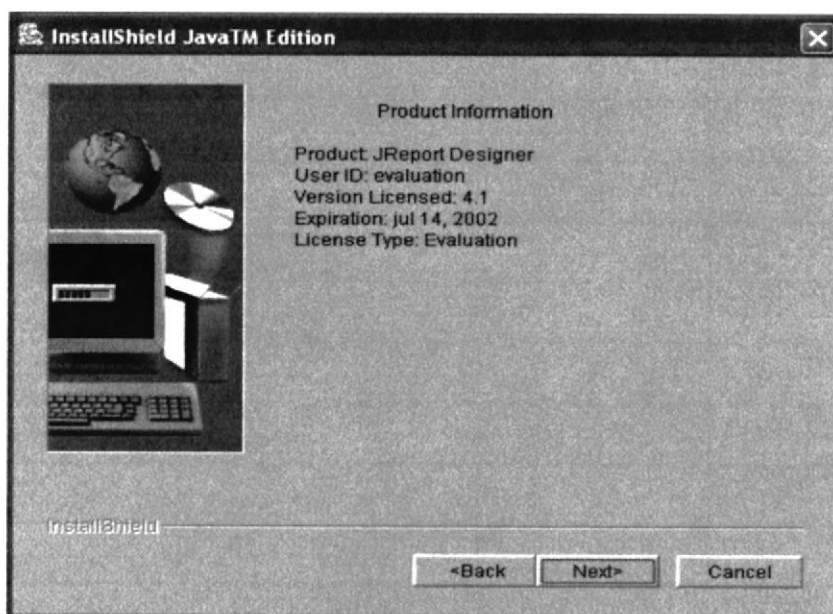 InstallShield JavaTM Edition
Product Information
Product: JReport Designer
User ID: evaluation
Version Licensed: 4.1
Expiration: jul 14, 2002
License Type: Evaluation
InstallShield
<Back Next> Cancel